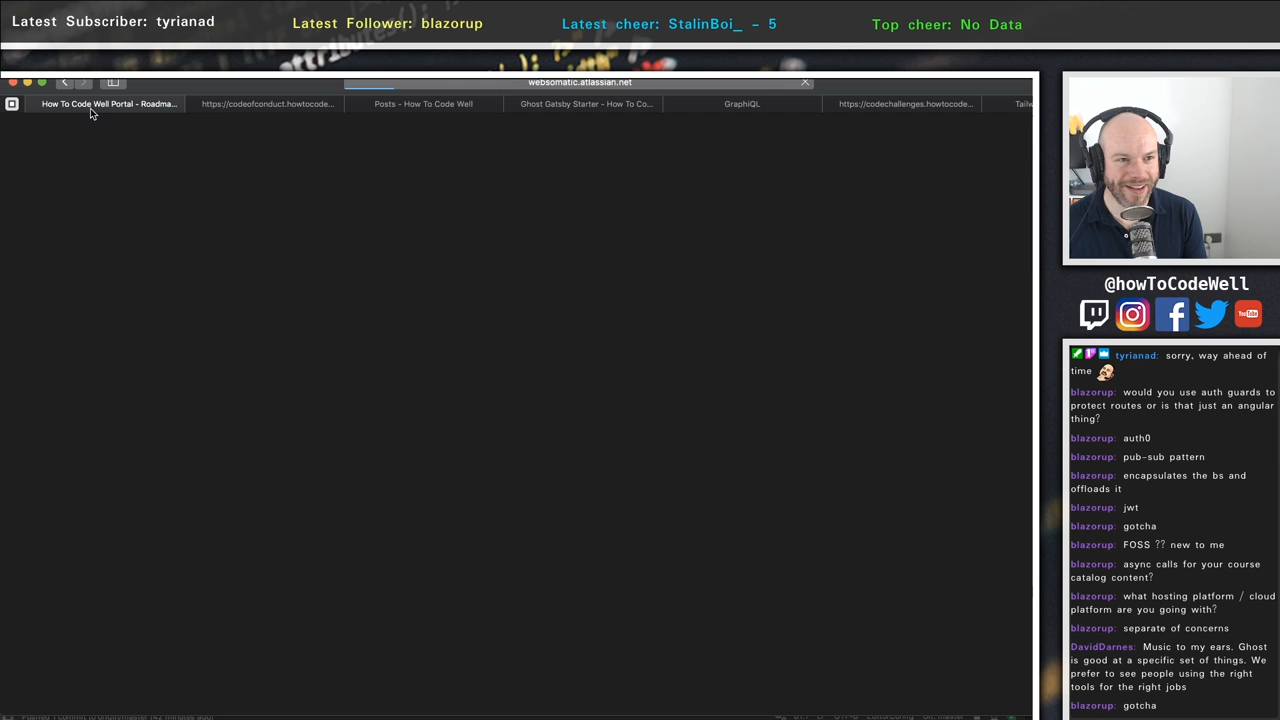 Latest Subscriber: tyrianad
Latest Follower: blazorup
Latest cheer: StalinBoi_ - 5
Top cheer: No Data
attributes(
websomatic.atlassian.net
How To Code Well Portal - Roadma...
https://codeofconduct.howtocode...
Posts - How To Code Well
Ghost Gatsby Starter - How To Co...
GraphiQL
https://codechallenges.howtocode...
Tailw
@howToCodeWell
You Tube
tyrianad: sorry, way ahead of
time
blazorup: would you use auth guards to
protect routes or is that just an angular
thing?
blazorup: auth0
blazorup: pub-sub pattern
blazorup: encapsulates the bs and
offloads it
blazorup: jwt
blazorup: gotcha
blazorup: FOSS ?? new to me
blazorup: async calls for your course
catalog content?
blazorup: what hosting platform / cloud
platform are you going with?
blazorup: separate of concerns
DavidDarnes: Music to my ears. Ghost
is good at a specific set of things. We
prefer to see people using the right
tools for the right jobs
blazorup: gotcha